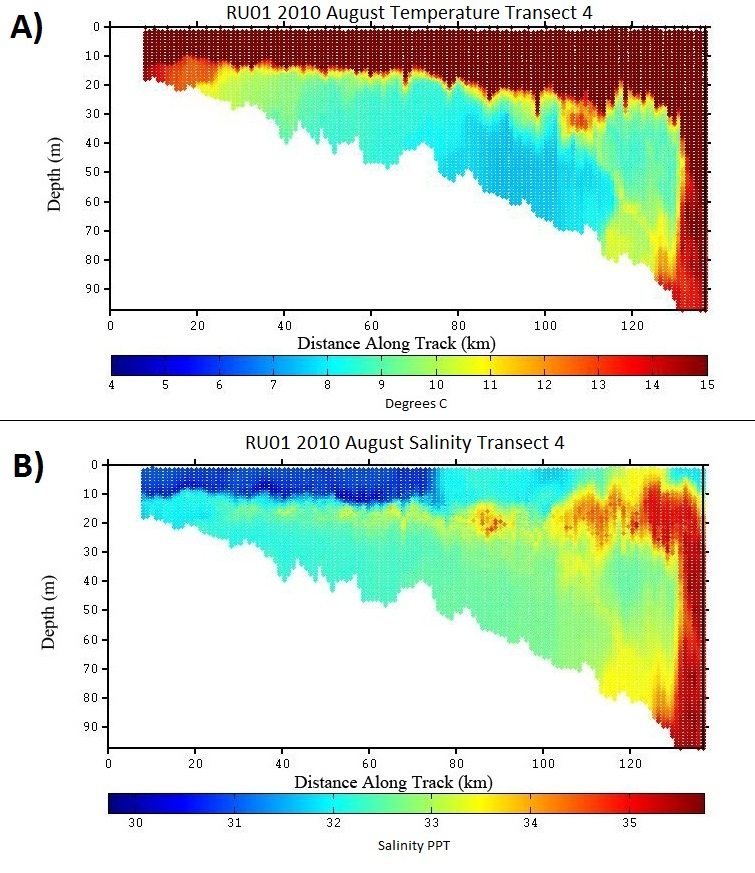 A)
RU01 2010 August Temperature Transect 4
0
10
20
30
40
50
60
70
80
90
Depth (m)
0 20 40 60 80 100 120
Distance Along Track (km)
4 5 6 7 8 9 10 11 12 13 14 15
Degrees C
B)
RU01 2010 August Salinity Transect 4
0
10
20
30
40
50
60
70
80
90
Depth (m)
0 20 40 60 80 100 120
Distance Along Track (km)
30 31 32 33 34 35
Salinity PPT